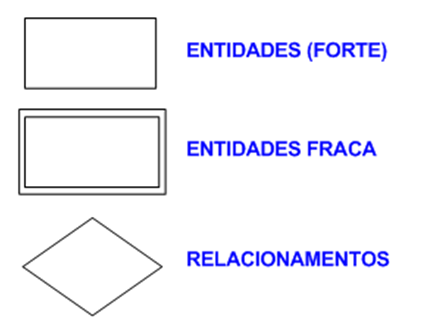 ENTIDADES (FORTE)
ENTIDADES FRACA
RELACIONAMENTOS